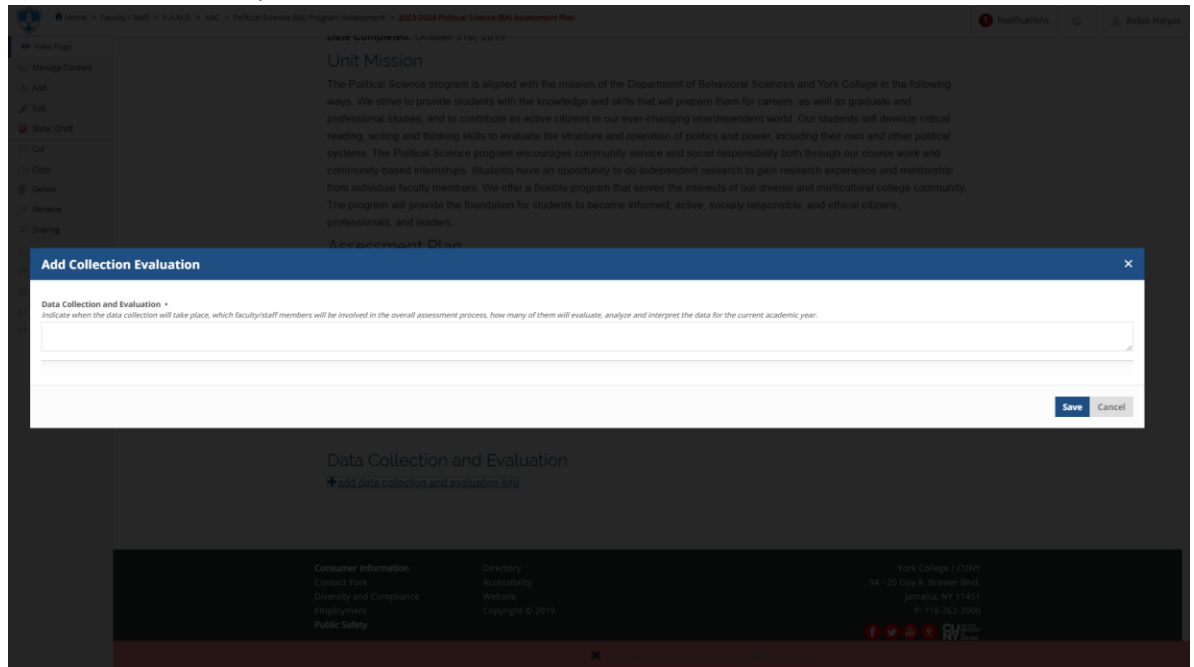 Home » Faculty / Staff » Y.A.M.S. » AAC » Political Science (BA) Program Assessment » 2023-2024 Political Science (BA) Assessment Plan
1 Notifications
Robin Harper
View Page
Manage Content
Add
Edit
State: Draft
Cut
Copy
Delete
Rename
Sharing
Date Completed: October 31st, 2019
Unit Mission
The Political Science program is aligned with the mission of the Department of Behavioral Sciences and York College in the following
ways. We strive to provide students with the knowledge and skills that will prepare them for careers, as well as graduate and
professional studies, and to contribute as active citizens in our ever-changing interdependent world. Our students will develop critical
reading, writing and thinking skills to evaluate the structure and operation of politics and power, including their own and other political
systems. The Political Science program encourages community service and social responsibility both through our course work and
community-based internships. Students have an opportunity to do independent research to gain research experience and mentorship
from individual faculty members. We offer a flexible program that serves the interests of our diverse and multicultural college community.
The program will provide the foundation for students to become informed, active, socially responsible, and ethical citizens,
professionals, and leaders.
Assessment Plan
Add Collection Evaluation
Data Collection and Evaluation
Indicate when the data collection will take place, which faculty/staff members will be involved in the overall assessment process, how many of them will evaluate, analyze and interpret the data for the current academic year.
Save Cancel
Data Collection and Evaluation
add data collection and evaluation info
Consumer Information
Contact York
Diversity and Compliance
Employment
Public Safety
Directory
Accessibility
Website
Copyright © 2019
York College / CUNY
94 - 20 Guy R. Brewer Blvd.
Jamaica, NY 11451
P: 718-262-2000
CUNY